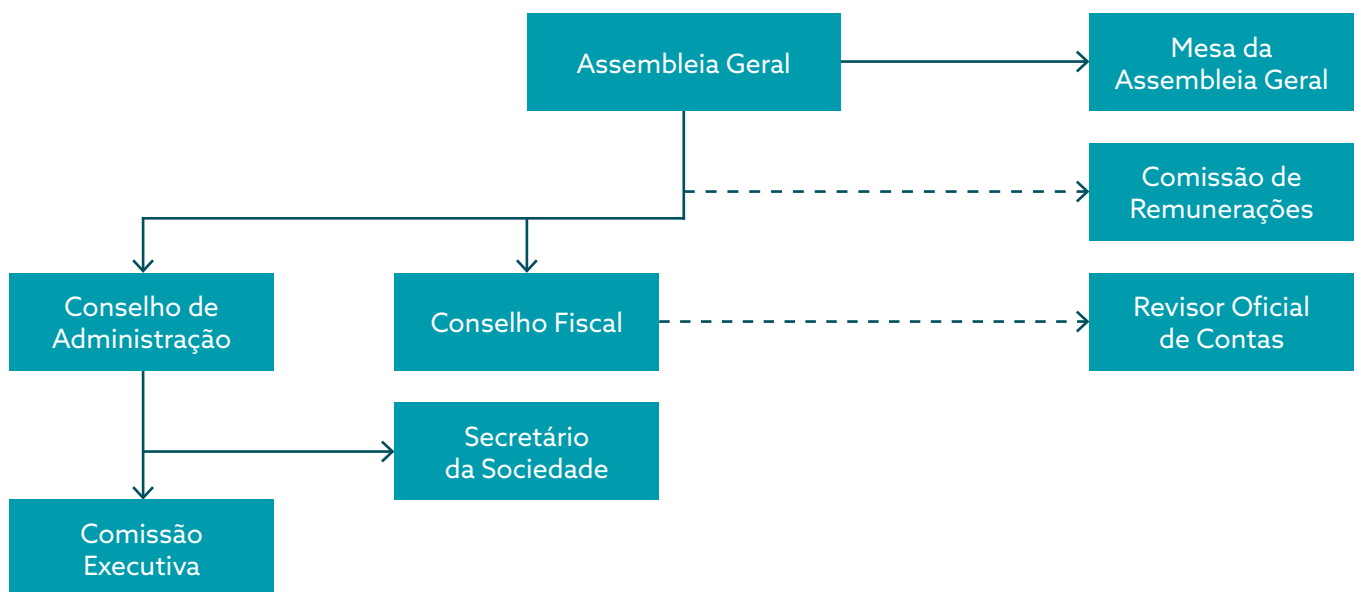 Assembleia Geral
Mesa da
Assembleia Geral
Comissão de
Remunerações
Conselho de
Administração
Conselho Fiscal
Revisor Oficial
de Contas
Secretário
da Sociedade
Comissão
Executiva